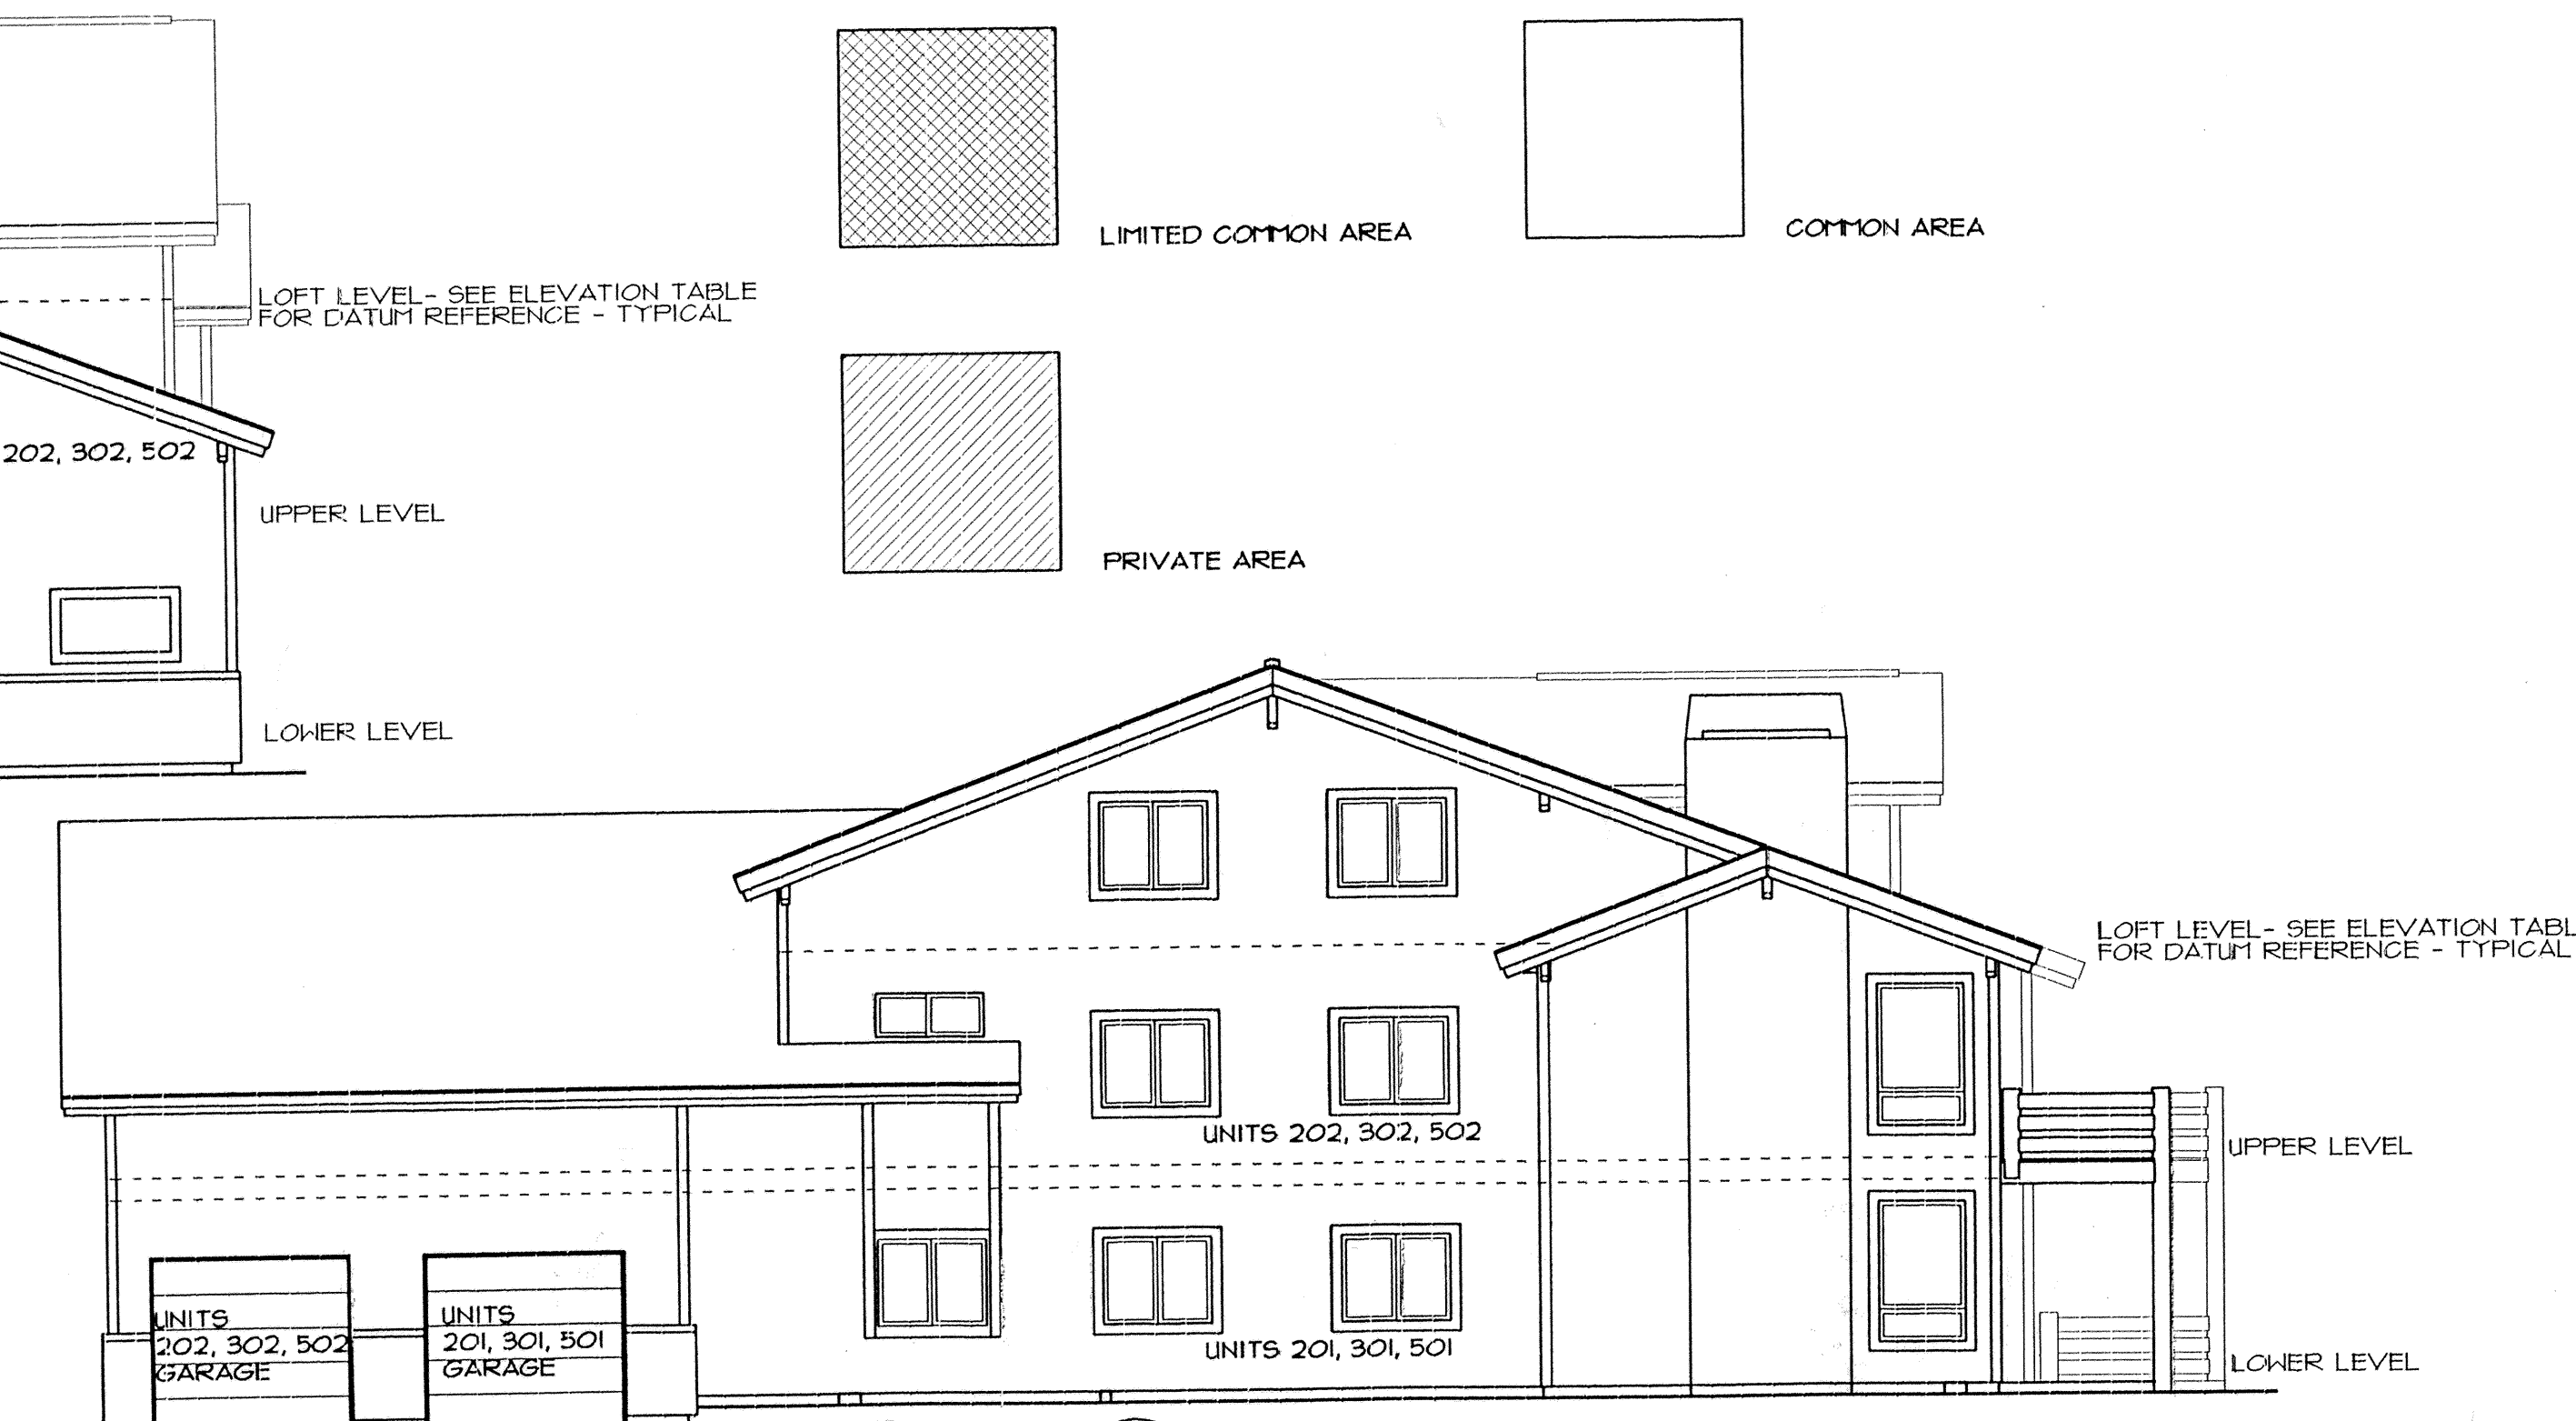 LIMITED COMMON AREA
COMMON AREA
LOFT LEVEL- SEE ELEVATION TABLE
FOR DATUM REFERENCE - TYPICAL
202, 302, 502
UPPER LEVEL
PRIVATE AREA
LOWER LEVEL
LOFT LEVEL- SEE ELEVATION TABL
FOR DATUM REFERENCE - TYPICAL
UNITS 202, 302, 502
UPPER LEVEL
UNITS
202, 302, 502
GARAGE
UNITS
201, 301, 501
GARAGE
UNITS 201, 301, 501
LOWER LEVEL